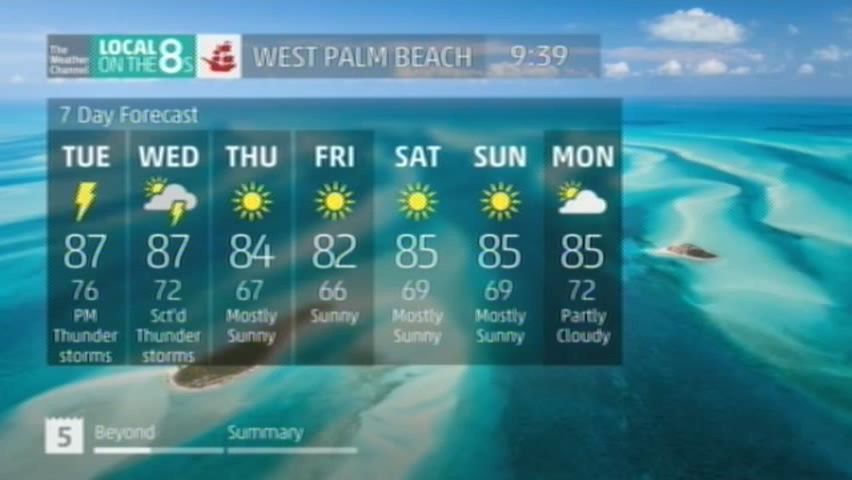 The Weather Channel
LOCAL ON THE 8s
WEST PALM BEACH 9:39
7 Day Forecast
TUE WED THU FRI SAT SUN MON
87 87 84 82 85 85 85
76 72 67 66 69 69 72
PM Thunder storms
Sct'd Thunder storms
Mostly Sunny
Sunny
Mostly Sunny
Mostly Sunny
Partly Cloudy
5 Beyond Summary